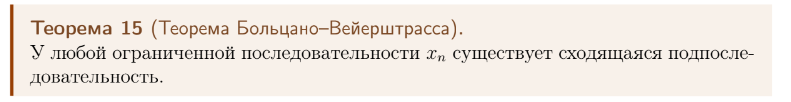 Теорема 15 (Теорема Больцано–Вейерштрасса).
У любой ограниченной последовательности xₙ существует сходящаяся подпосле-
довательность.